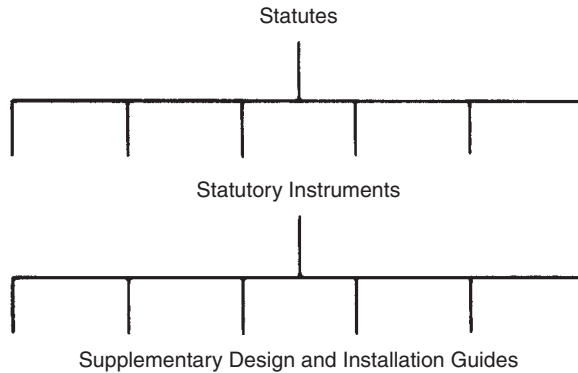 Statutes
Statutory Instruments
Supplementary Design and Installation Guides